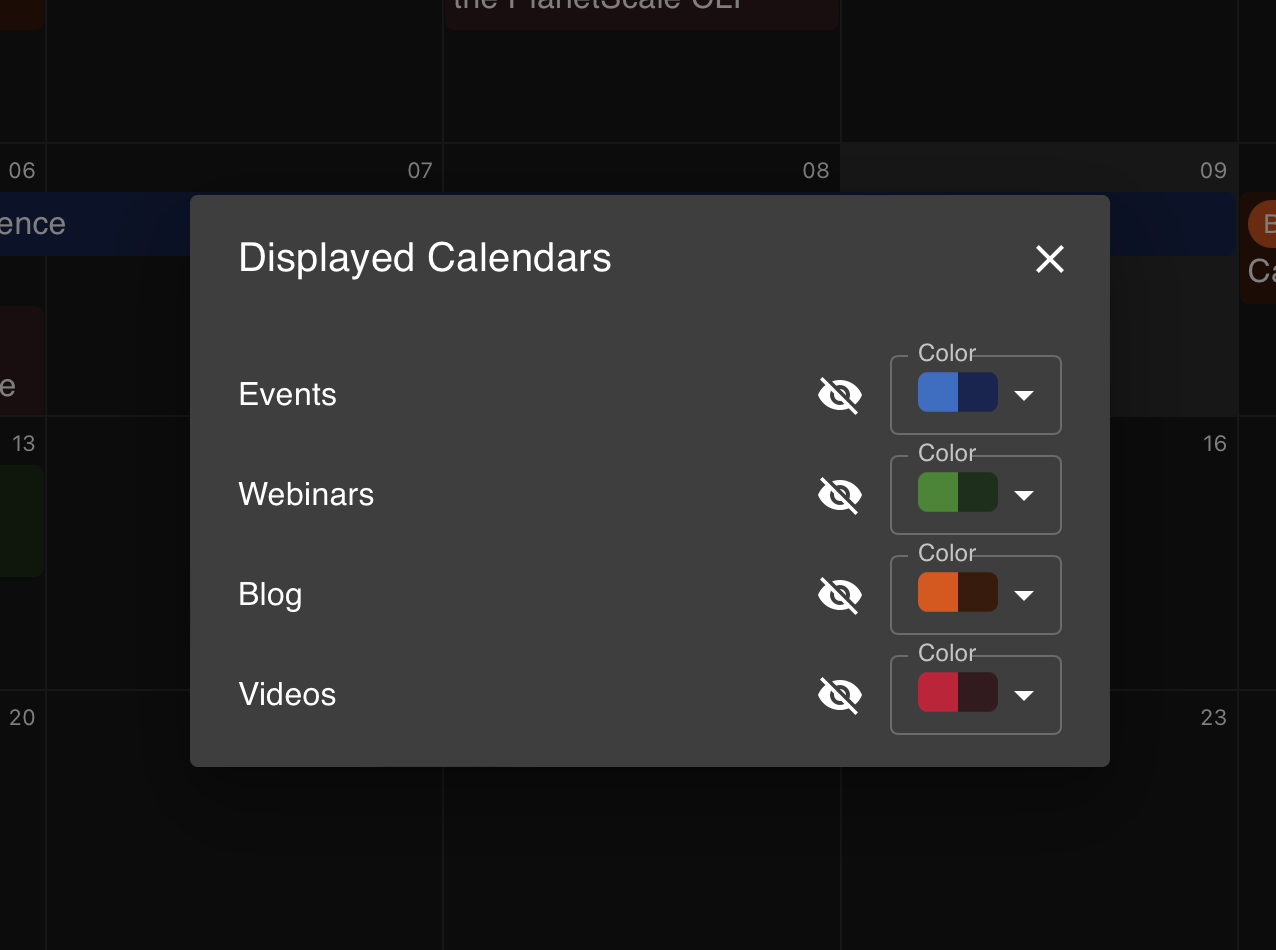 the PlanetScale CLI
06
07
08
09
ence
B
Ca
e
Displayed Calendars
Color
Events
Color
Webinars
Color
Blog
Color
Videos
13
16
20
23